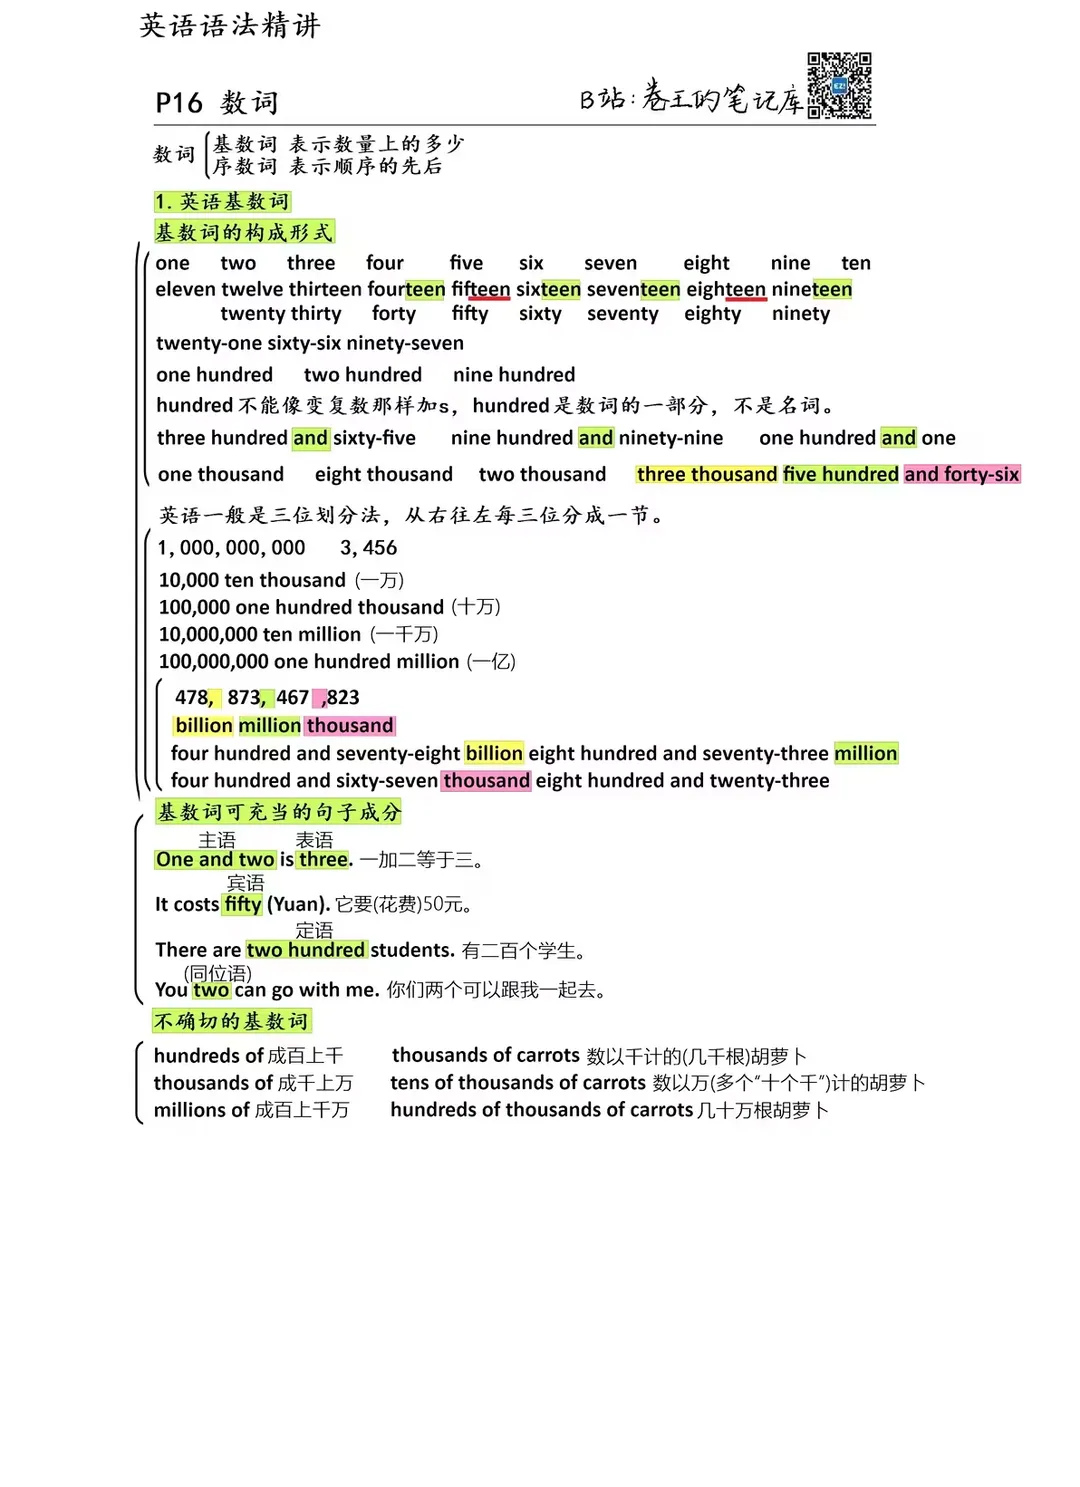 英语语法精讲
P16 数词
B站:卷王的笔记库
数词
基数词 表示数量上的多少
序数词 表示顺序的先后
1. 英语基数词
基数词的构成形式
one two three four five six seven eight nine ten
eleven twelve thirteen fourteen fifteen sixteen seventeen eighteen nineteen
twenty thirty forty fifty sixty seventy eighty ninety
twenty-one sixty-six ninety-seven
one hundred two hundred nine hundred
hundred不能像变复数那样加s，hundred是数词的一部分，不是名词。
three hundred and sixty-five nine hundred and ninety-nine one hundred and one
one thousand eight thousand two thousand three thousand five hundred and forty-six
英语一般是三位划分法，从右往左每三位分成一节。
1,000,000,000 3,456
10,000 ten thousand (一万)
100,000 one hundred thousand (十万)
10,000,000 ten million (一千万)
100,000,000 one hundred million (一亿)
478, 873, 467 ,823
billion million thousand
four hundred and seventy-eight billion eight hundred and seventy-three million
four hundred and sixty-seven thousand eight hundred and twenty-three
基数词可充当的句子成分
主语 表语
One and two is three. 一加二等于三。
宾语
It costs fifty (Yuan). 它要(花费)50元。
定语
There are two hundred students. 有二百个学生。
(同位语)
You two can go with me. 你们两个可以跟我一起去。
不确切的基数词
hundreds of 成百上千 thousands of carrots 数以千计的(几千根)胡萝卜
thousands of 成千上万 tens of thousands of carrots 数以万(多个“十个千”)计的胡萝卜
millions of 成百上千万 hundreds of thousands of carrots 几十万根胡萝卜